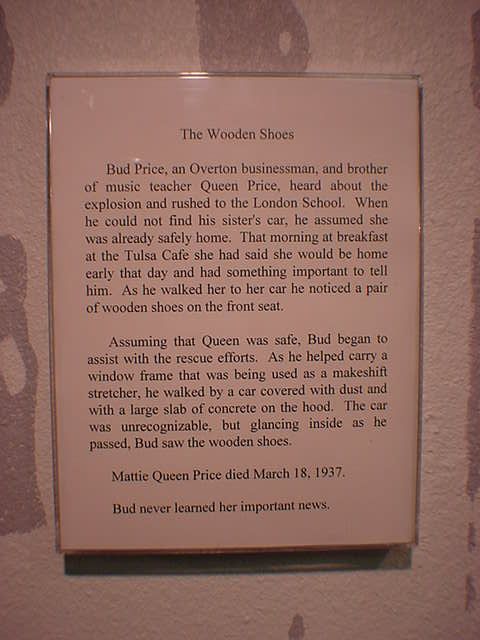 The Wooden Shoes
Bud Price, an Overton businessman, and brother
of music teacher Queen Price, heard about the
explosion and rushed to the London School. When
he could not find his sister's car, he assumed she
was already safely home. That morning at breakfast
at the Tulsa Cafe she had said she would be home
early that day and had something important to tell
him. As he walked her to her car he noticed a pair
of wooden shoes on the front seat.
Assuming that Queen was safe, Bud began to
assist with the rescue efforts. As he helped carry a
window frame that was being used as a makeshift
stretcher, he walked by a car covered with dust and
with a large slab of concrete on the hood. The car
was unrecognizable, but glancing inside as he
passed, Bud saw the wooden shoes.
Mattie Queen Price died March 18, 1937.
Bud never learned her important news.